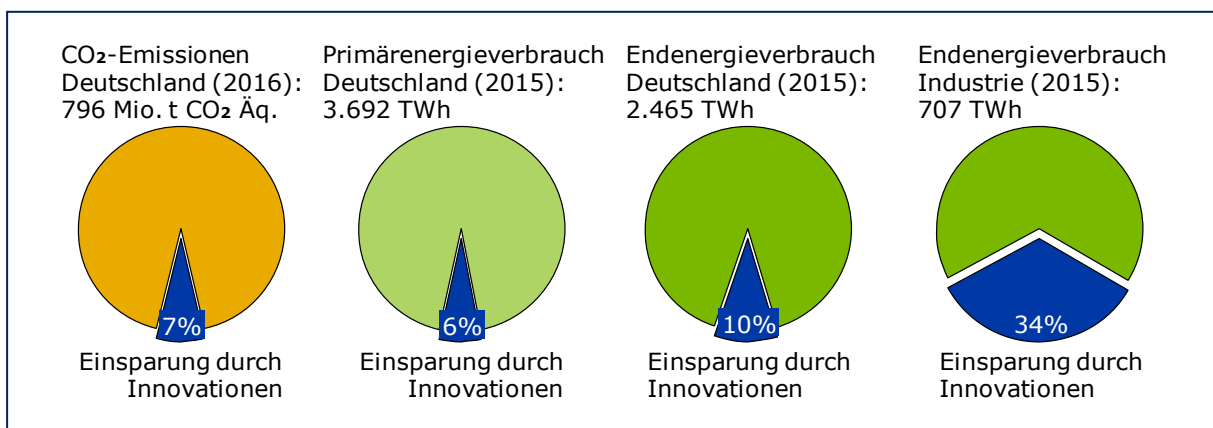 CO₂-Emissionen
Deutschland (2016):
796 Mio. t CO₂ Äq.
7%
Einsparung durch
Innovationen
Primärenergieverbrauch
Deutschland (2015):
3.692 TWh
6%
Einsparung durch
Innovationen
Endenergieverbrauch
Deutschland (2015):
2.465 TWh
10%
Einsparung durch
Innovationen
Endenergieverbrauch
Industrie (2015):
707 TWh
34%
Einsparung durch
Innovationen